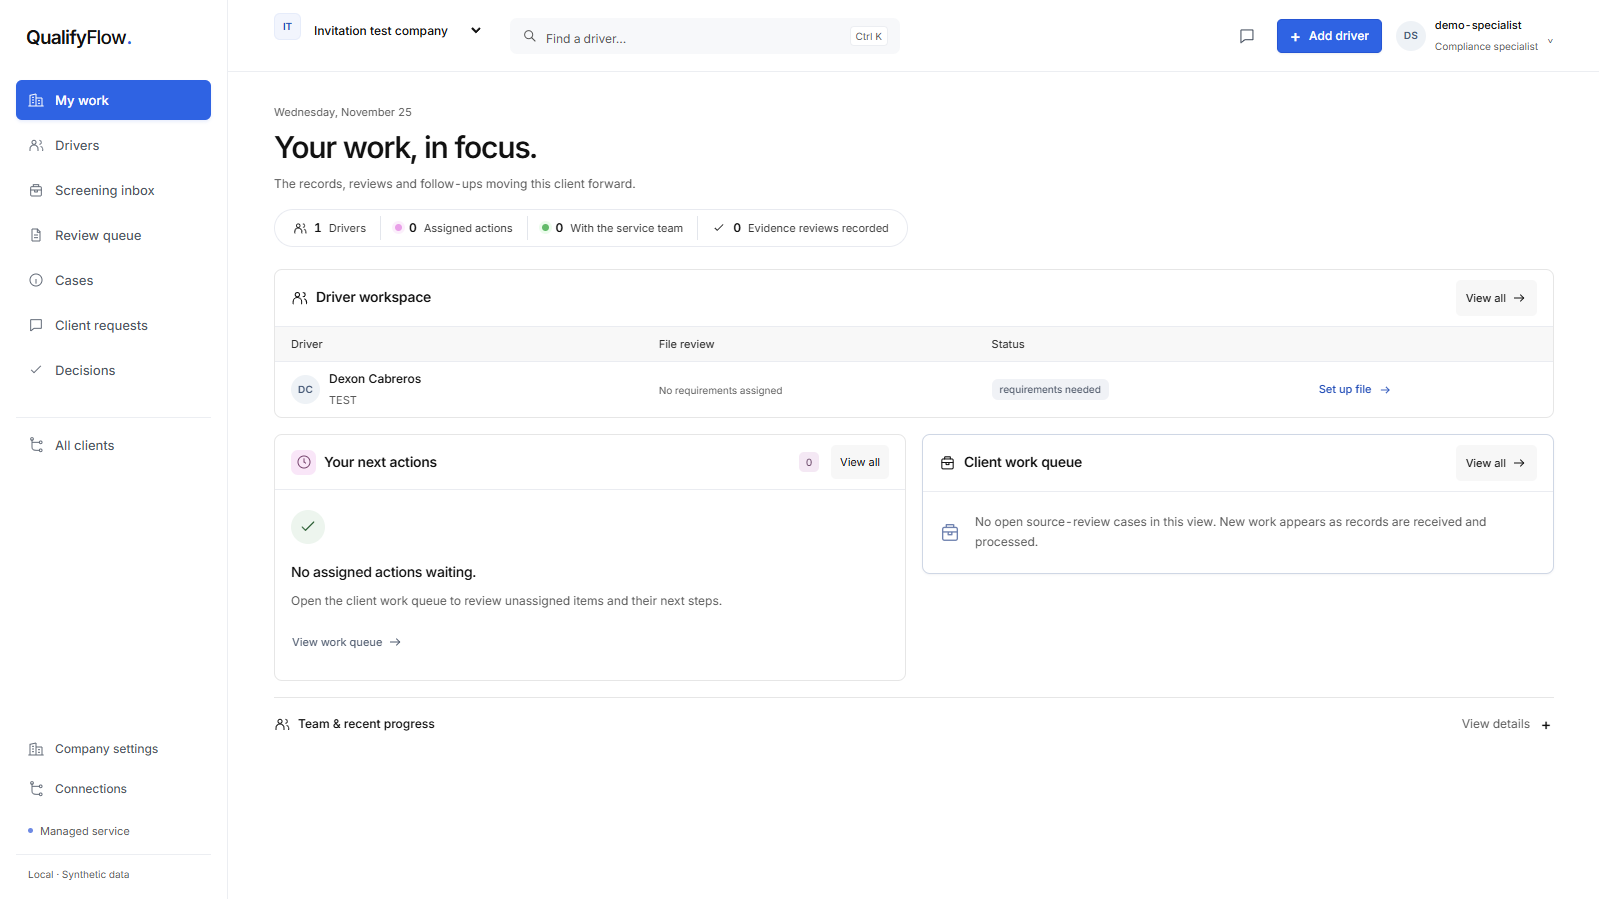 QualifyFlow.
My work
Drivers
Screening inbox
Review queue
Cases
Client requests
Decisions
All clients
Company settings
Connections
Managed service
Local · Synthetic data
IT
Invitation test company
Find a driver...
Ctrl K
+ Add driver
DS
demo-specialist
Compliance specialist
Wednesday, November 25
Your work, in focus.
The records, reviews and follow-ups moving this client forward.
1 Drivers
0 Assigned actions
0 With the service team
0 Evidence reviews recorded
Driver workspace
View all →
Driver
File review
Status
DC
Dexon Cabreros
TEST
No requirements assigned
requirements needed
Set up file →
Your next actions
0
View all
No assigned actions waiting.
Open the client work queue to review unassigned items and their next steps.
View work queue →
Client work queue
View all →
No open source-review cases in this view. New work appears as records are received and
processed.
Team & recent progress
View details +